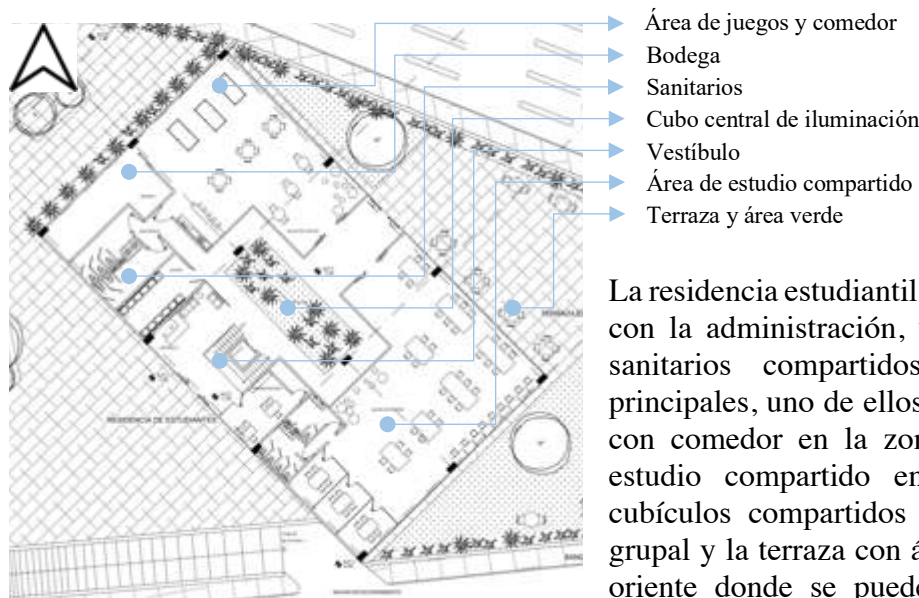 Área de juegos y comedor
Bodega
Sanitarios
Cubo central de iluminación
Vestíbulo
Área de estudio compartido
Terraza y área verde
La residencia estudiantil
con la administración,
sanitarios compartidos
principales, uno de ellos
con comedor en la zor
estudio compartido en
cubículos compartidos
grupal y la terraza con á
oriente donde se puede
RESIDENCIA DE ESTUDIANTES